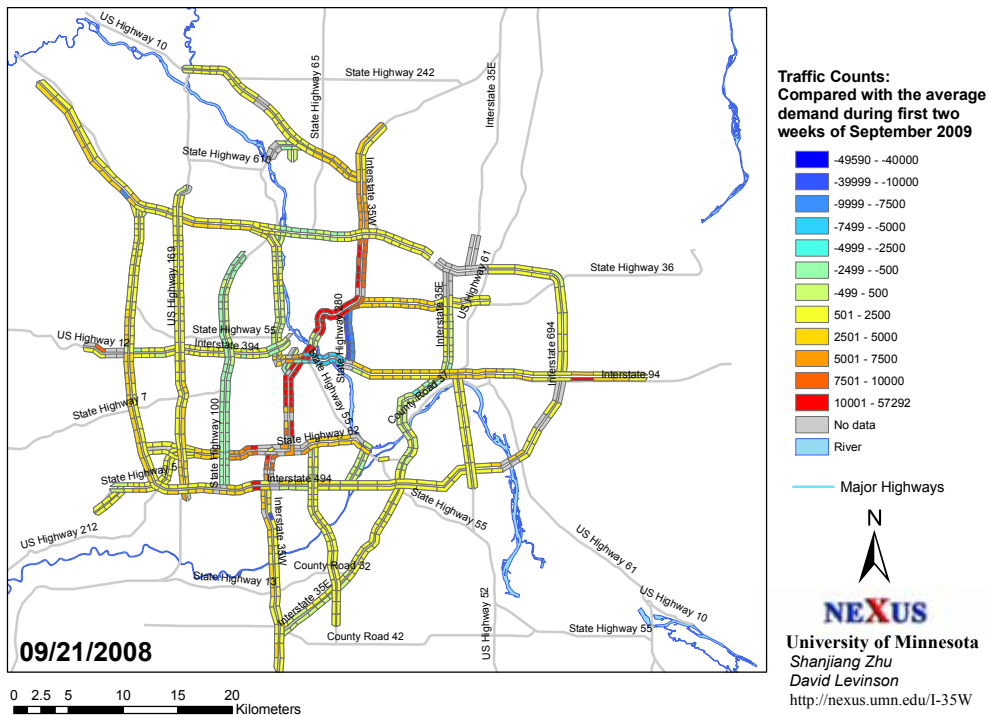 US Highway 10
State Highway 65
State Highway 242
Interstate 35E
State Highway 610
Interstate 35W
US Highway 169
US Highway 61
State Highway 36
Interstate 35E
State Highway 280
US Highway 12
State Highway 55
Interstate 394
Interstate 694
Interstate 94
State Highway 7
State Highway 100
State Highway 55
County Road 37
State Highway 62
State Highway 5
Interstate 494
State Highway 55
US Highway 212
Interstate 35W
US Highway 61
State Highway 13
County Road 32
Interstate 35E
US Highway 52
US Highway 10
County Road 42
State Highway 55
09/21/2008
0 2.5 5 10 15 20
Kilometers
Traffic Counts:
Compared with the average
demand during first two
weeks of September 2009
-49590 - -40000
-39999 - -10000
-9999 - -7500
-7499 - -5000
-4999 - -2500
-2499 - -500
-499 - 500
501 - 2500
2501 - 5000
5001 - 7500
7501 - 10000
10001 - 57292
No data
River
Major Highways
N
NEXUS
University of Minnesota
Shanjiang Zhu
David Levinson
http://nexus.umn.edu/I-35W